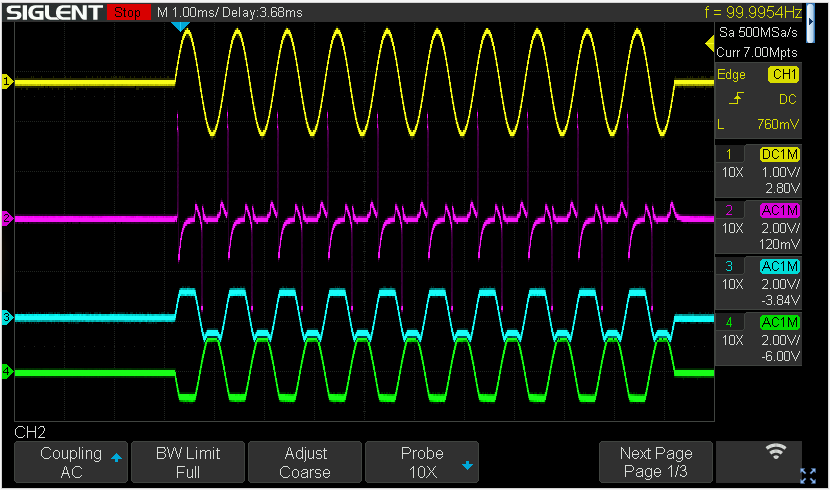 SIGLENT Stop M 1.00ms/ Delay:3.68ms f = 99.9954Hz
Sa 500MSa/s
Curr 7.00Mpts
Edge CH1
DC
L 760mV
1 DC1M
10X 1.00V/
2.80V
2 AC1M
10X 2.00V/
120mV
3 AC1M
10X 2.00V/
-3.84V
4 AC1M
10X 2.00V/
-6.00V
1
2
3
4
CH2
Coupling
AC
BW Limit
Full
Adjust
Coarse
Probe
10X
Next Page
Page 1/3